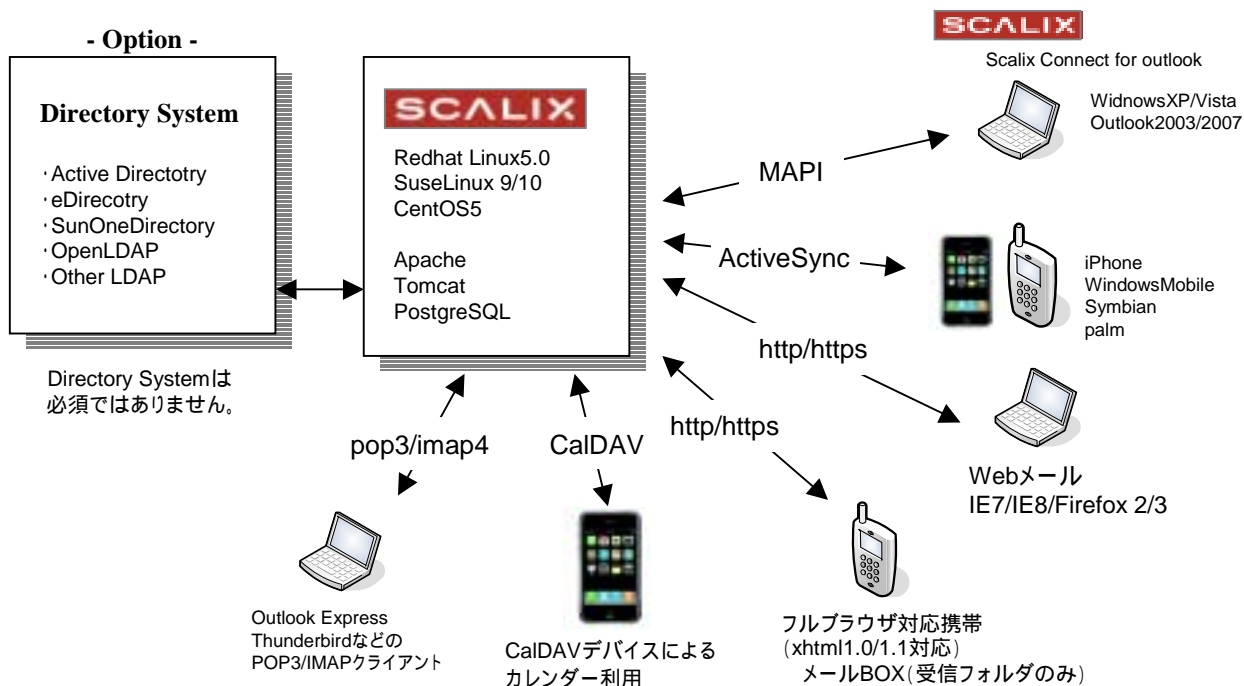 - Option -
Directory System
・Active Directotry
・eDirecotry
・SunOneDirectory
・OpenLDAP
・Other LDAP
Directory Systemは
必須ではありません。
SCALIX
Redhat Linux5.0
SuseLinux 9/10
CentOS5
Apache
Tomcat
PostgreSQL
SCALIX
Scalix Connect for outlook
WidnowsXP/Vista
Outlook2003/2007
MAPI
ActiveSync
iPhone
WindowsMobile
Symbian
palm
http/https
Webメール
IE7/IE8/Firefox 2/3
http/https
フルブラウザ対応携帯
(xhtml1.0/1.1対応)
メールBOX(受信フォルダのみ)
CalDAV
CalDAVデバイスによる
カレンダー利用
pop3/imap4
Outlook Express
Thunderbirdなどの
POP3/IMAPクライアント